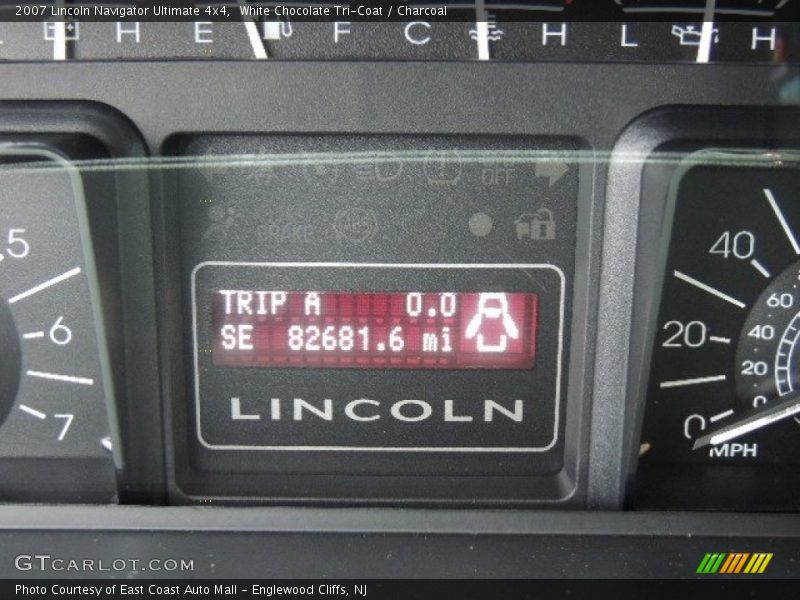 2007 Lincoln Navigator Ultimate 4x4, White Chocolate Tri-Coat / Charcoal
H E F C H L H
OFF
BRAKE
TRIP A 0.0
SE 82681.6 mi
LINCOLN
5
6
7
40
20
0
60
40
20
0
MPH
GTCARLOT.COM
Photo Courtesy of East Coast Auto Mall - Englewood Cliffs, NJ